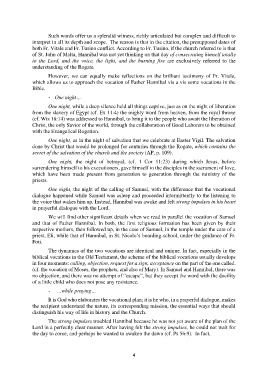 Such words offer us a splendid witness, richly articulated but complex and difficult to
interpret in all its depth and scope. The reason is that in the citation, the presupposed dates of
both Fr. Vitale and Fr. Tanino conflict. According to Fr. Tanino, if the church referred to is that
of St. John of Malta, Hannibal was not yet thinking on that day of consecrating himself totally
to the Lord, and the voice, the light, and the burning fire are exclusively referred to the
understanding of the Rogate.
However, we can equally make reflections on the brilliant testimony of Fr. Vitale,
which allows us to approach the vocation of Father Hannibal via a vis some vocations in the
Bible.
- One night...
One night, while a deep silence held all things captive, just as on the night of liberation
from the slavery of Egypt (cf. Ex 11:4) the mighty word from heaven, from the royal throne
(cf. Wis 18:14) was addressed to Hannibal, to bring it to the people who await the liberation of
Christ, the only Savior of the world, through the collaboration of Good Laborers to be obtained
with the Evangelical Rogation.
One night, as in the night of salvation that we celebrate at Easter Vigil. The salvation
done by Christ that would be prolonged for centuries through the Rogate, which contains the
secret of the salvation of the church and the society (AP, p. 109).
One night, the night of betrayal, (cf. 1 Cor 11:23) during which Jesus, before
surrendering himself to his executioners, gave himself to the disciples in the sacrament of love,
which have been made present from generation to generation through the ministry of the
priests.
One night, the night of the calling of Samuel, with the difference that the vocational
dialogue happened while Samuel was asleep and proceeded intermittently to the listening to
the voice that wakes him up. Instead, Hannibal was awake and felt strong impulses in his heart
in prayerful dialogue with the Lord.
We will find other significant details when we read in parallel the vocation of Samuel
and that of Father Hannibal. In both, the first religious formation has been given by their
respective mothers, then followed up, in the case of Samuel, in the temple under the care of a
priest, Eli, while that of Hannibal, in St. Nicolo's boarding school, under the guidance of Fr.
Foti.
The dynamics of the two vocations are identical and unique. In fact, especially in the
biblical vocations in the Old Testament, the scheme of the biblical vocations usually develops
in four moments: calling, objection, request for a sign, acceptance on the part of the one called.
(cf. the vocation of Moses, the prophets, and also of Mary). In Samuel and Hannibal, there was
no objection, and there was no attempt of "escape", but they accept the word with the docility
of a little child who does not pose any resistance.
- ...while praying...
It is God who elaborates the vocational plan; it is he who, in a prayerful dialogue, makes
the recipient understand the nature, its corresponding mission, the essential ways that should
distinguish his way of life in history and the Church.
The strong impulses troubled Hannibal because he was not yet aware of the plan of the
Lord in a perfectly clear manner. After having felt the strong impulses, he could not wait for
the day to come, and perhaps he wanted to awaken the dawn (cf. Ps 56:9). In fact,
4